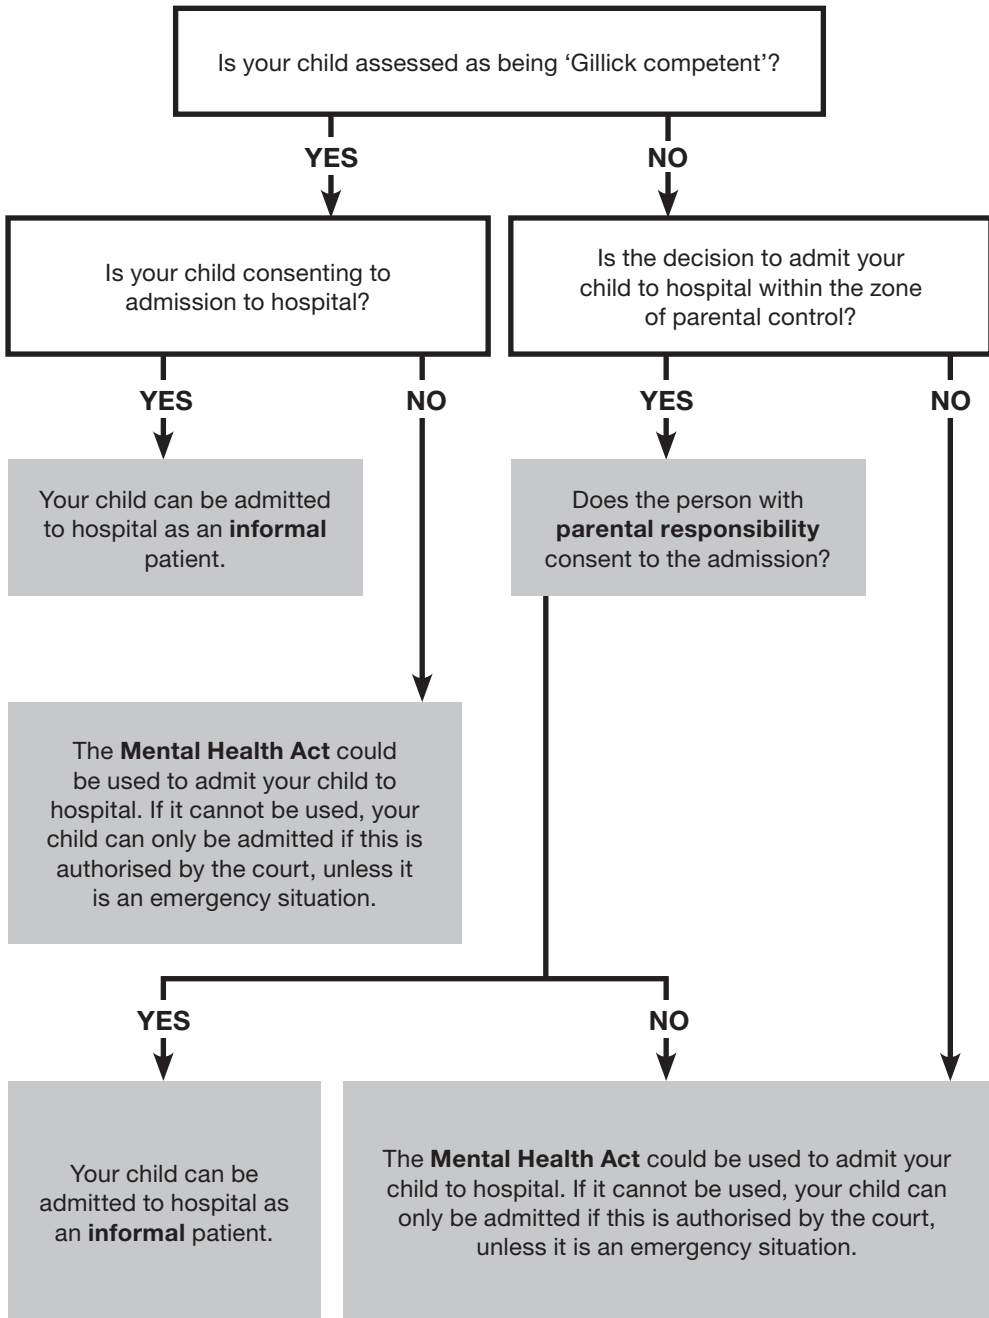 Is your child assessed as being ‘Gillick competent’?
YES
NO
Is your child consenting to
admission to hospital?
Is the decision to admit your
child to hospital within the zone
of parental control?
YES
NO
YES
NO
Your child can be admitted
to hospital as an informal
patient.
Does the person with
parental responsibility
consent to the admission?
The Mental Health Act could
be used to admit your child to
hospital. If it cannot be used, your
child can only be admitted if this is
authorised by the court, unless it
is an emergency situation.
YES
NO
Your child can be
admitted to hospital as
an informal patient.
The Mental Health Act could be used to admit your
child to hospital. If it cannot be used, your child can
only be admitted if this is authorised by the court,
unless it is an emergency situation.